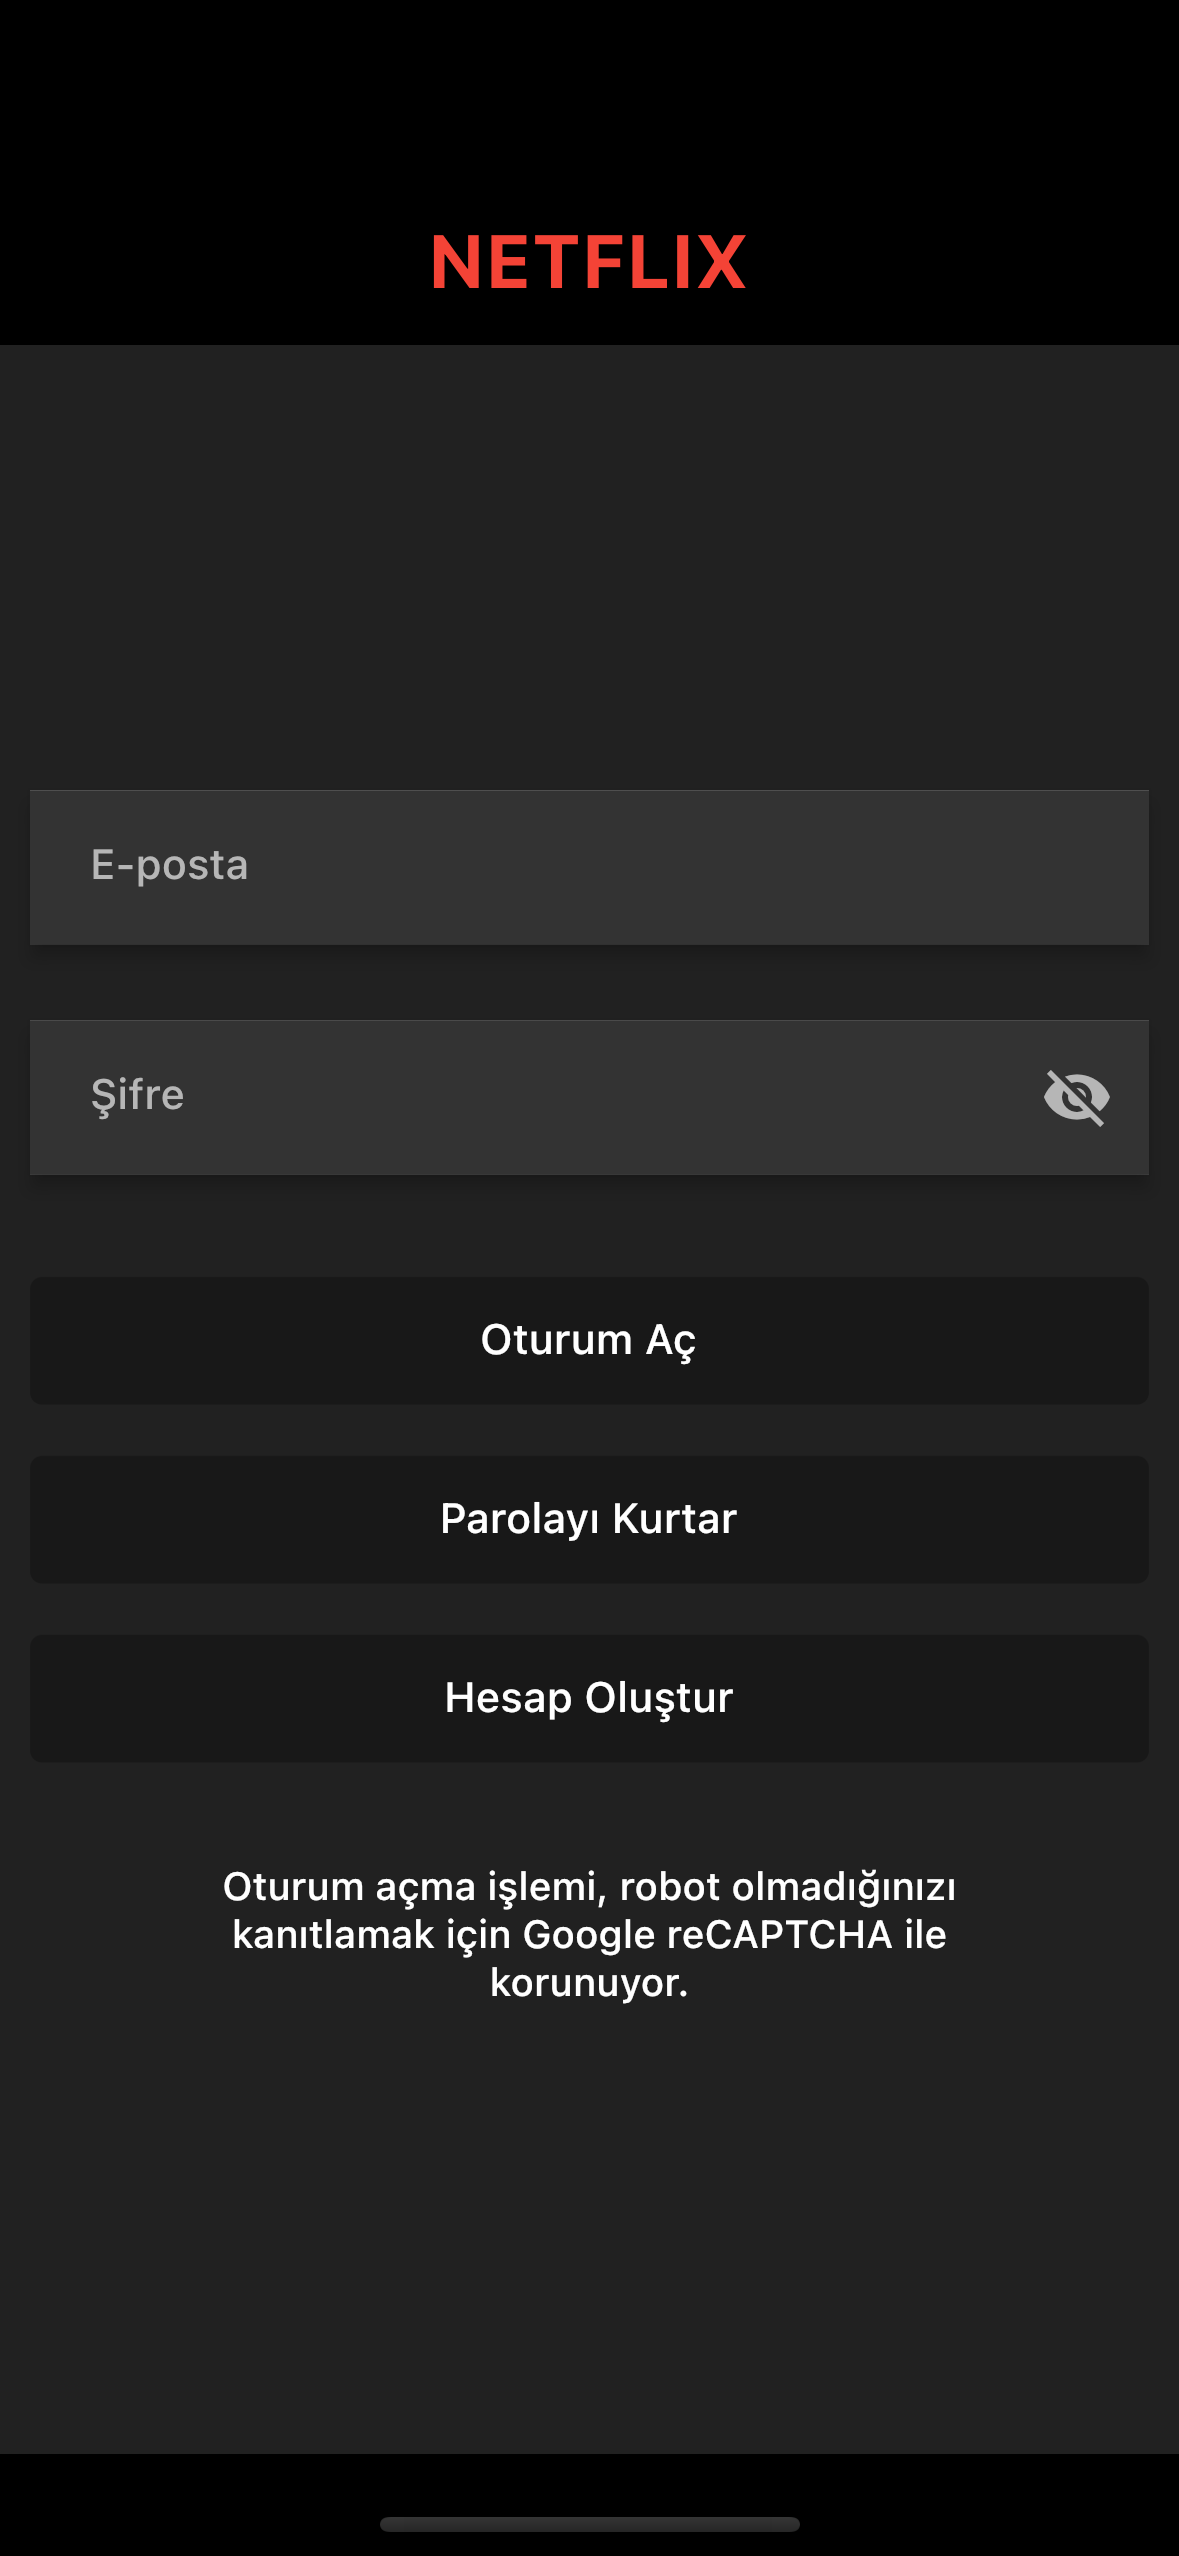 NETFLIX
E-posta
Şifre
Oturum Aç
Parolayı Kurtar
Hesap Oluştur
Oturum açma işlemi, robot olmadığınızı
kanıtlamak için Google reCAPTCHA ile
korunuyor.